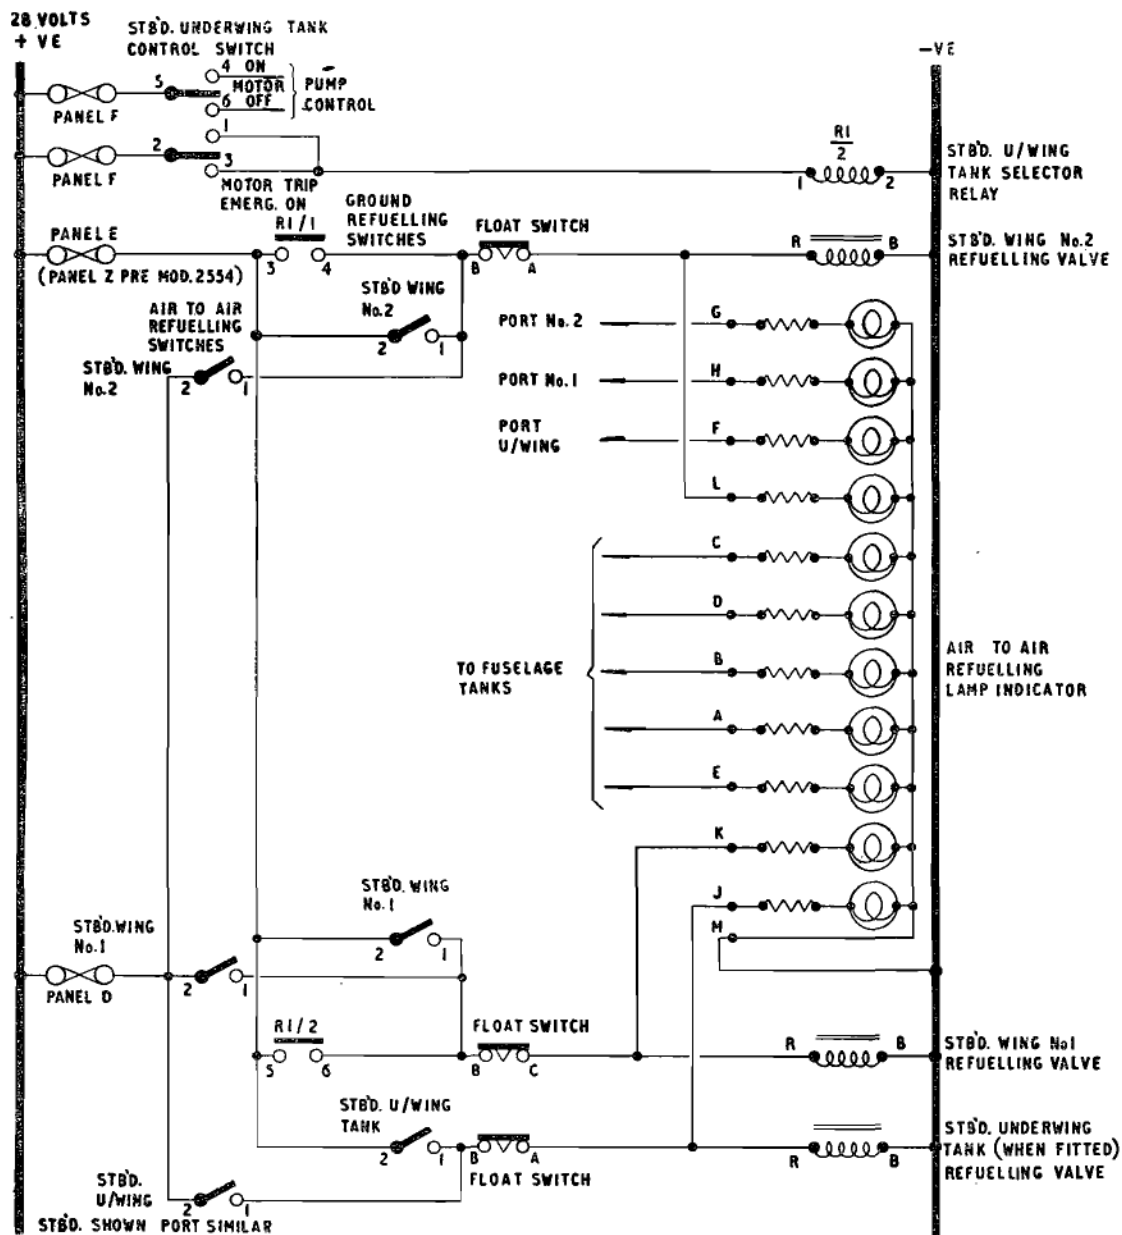 28 VOLTS
+ VE
STB'D. UNDERWING TANK
CONTROL SWITCH
-VE
4 ON
MOTOR
6 OFF
PUMP
CONTROL
5
PANEL F
1
2
3
PANEL F
MOTOR TRIP
EMERG. ON
R1
2
1
2
STB'D. U/WING
TANK SELECTOR
RELAY
PANEL E
(PANEL Z PRE MOD. 2554)
R1/1
3
4
GROUND
REFUELLING
SWITCHES
FLOAT SWITCH
B
A
R
B
STB'D. WING No.2
REFUELLING VALVE
STB'D WING
No.2
2
1
AIR TO AIR
REFUELLING
SWITCHES
STB'D. WING
No.2
2
1
PORT No.2
G
PORT No.1
H
PORT
U/WING
F
L
C
D
TO FUSELAGE
TANKS
B
A
E
AIR TO AIR
REFUELLING
LAMP INDICATOR
K
J
M
STB'D. WING
No.1
2
1
STB'D.WING
No.1
PANEL D
2
1
R1/2
5
6
FLOAT SWITCH
B
C
R
B
STB'D. WING No1
REFUELLING VALVE
STB'D. U/WING
TANK
2
1
B
A
FLOAT SWITCH
R
B
STB'D. UNDERWING
TANK (WHEN FITTED)
REFUELLING VALVE
STB'D.
U/WING
2
1
STB'D. SHOWN PORT SIMILAR